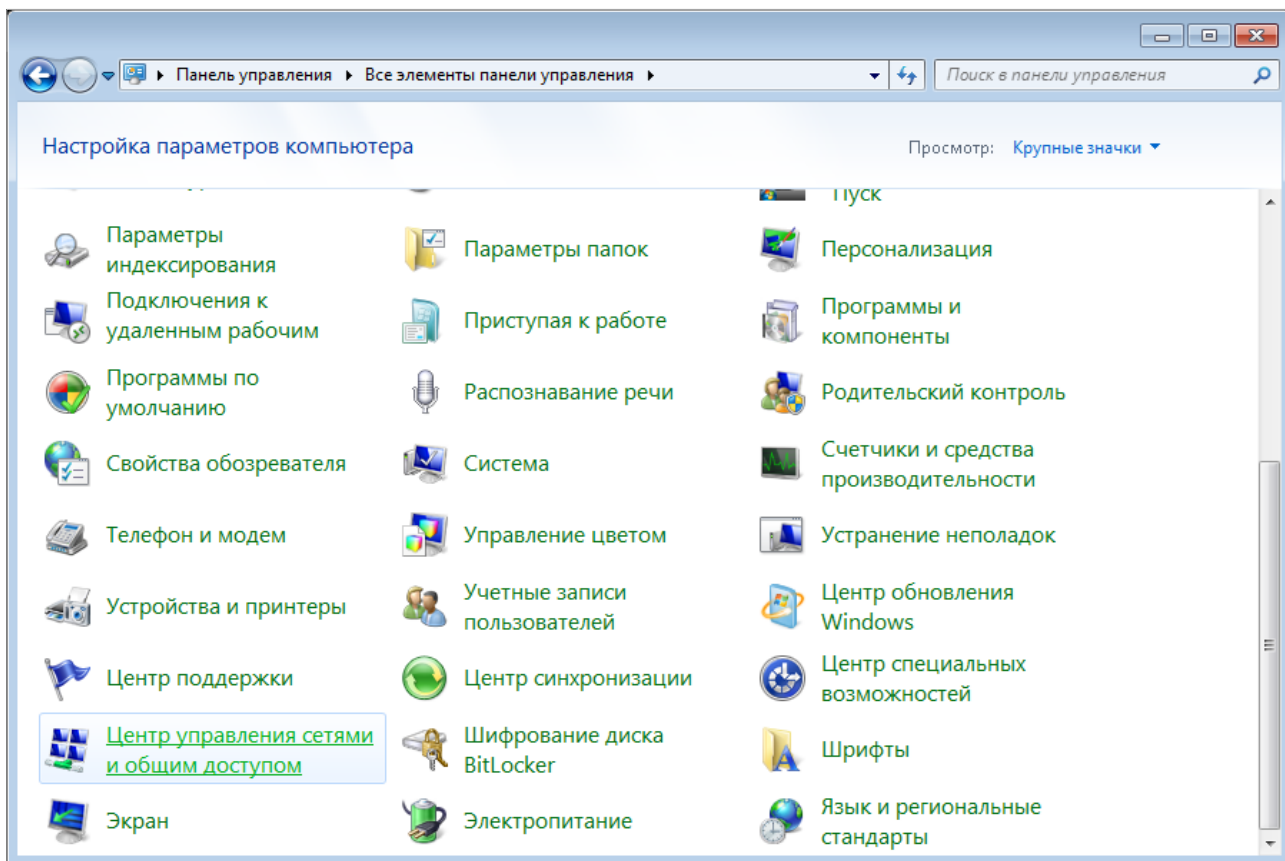 Панель управления ▸ Все элементы панели управления ▸
Поиск в панели управления
Настройка параметров компьютера
Просмотр: Крупные значки
Пуск
Параметры
индексирования
Параметры папок
Персонализация
Подключения к
удаленным рабочим
Приступая к работе
Программы и
компоненты
Программы по
умолчанию
Распознавание речи
Родительский контроль
Свойства обозревателя
Система
Счетчики и средства
производительности
Телефон и модем
Управление цветом
Устранение неполадок
Устройства и принтеры
Учетные записи
пользователей
Центр обновления
Windows
Центр поддержки
Центр синхронизации
Центр специальных
возможностей
Центр управления сетями
и общим доступом
Шифрование диска
BitLocker
Шрифты
Экран
Электропитание
Язык и региональные
стандарты